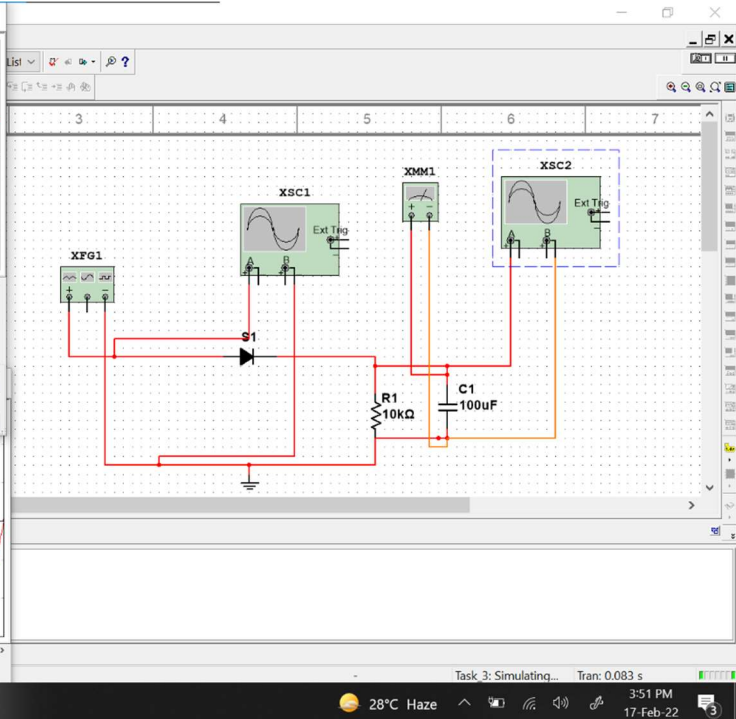 List
?
3 4 5 6 7
XMM1
XSC2
XSC1
+ −
Ext Trig
Ext Trig
A B
XFG1
A B
+ −
S1
C1
100uF
R1
10kΩ
Task_3: Simulating... Tran: 0.083 s
28°C Haze
3:51 PM
17-Feb-22
3